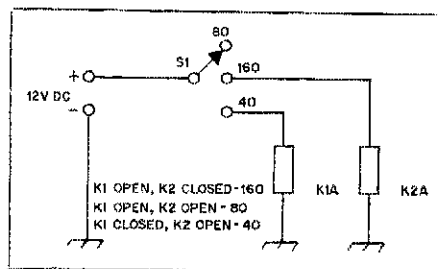 80
S1
160
+
12V DC
-
40
K1 OPEN, K2 CLOSED-160
K1 OPEN, K2 OPEN-80
K1 CLOSED, K2 OPEN-40
K1A
K2A